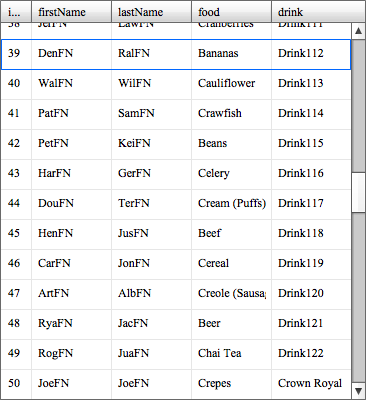 i... firstName lastName food drink
38 JerFN LawFN Cranberries Drink111
39 DenFN RalFN Bananas Drink112
40 WalFN WilFN Cauliflower Drink113
41 PatFN SamFN Crawfish Drink114
42 PetFN KeiFN Beans Drink115
43 HarFN GerFN Celery Drink116
44 DouFN TerFN Cream (Puffs) Drink117
45 HenFN JusFN Beef Drink118
46 CarFN JonFN Cereal Drink119
47 ArtFN AlbFN Creole (Sausa Drink120
48 RyaFN JacFN Beer Drink121
49 RogFN JuaFN Chai Tea Drink122
50 JoeFN JoeFN Crepes Crown Royal